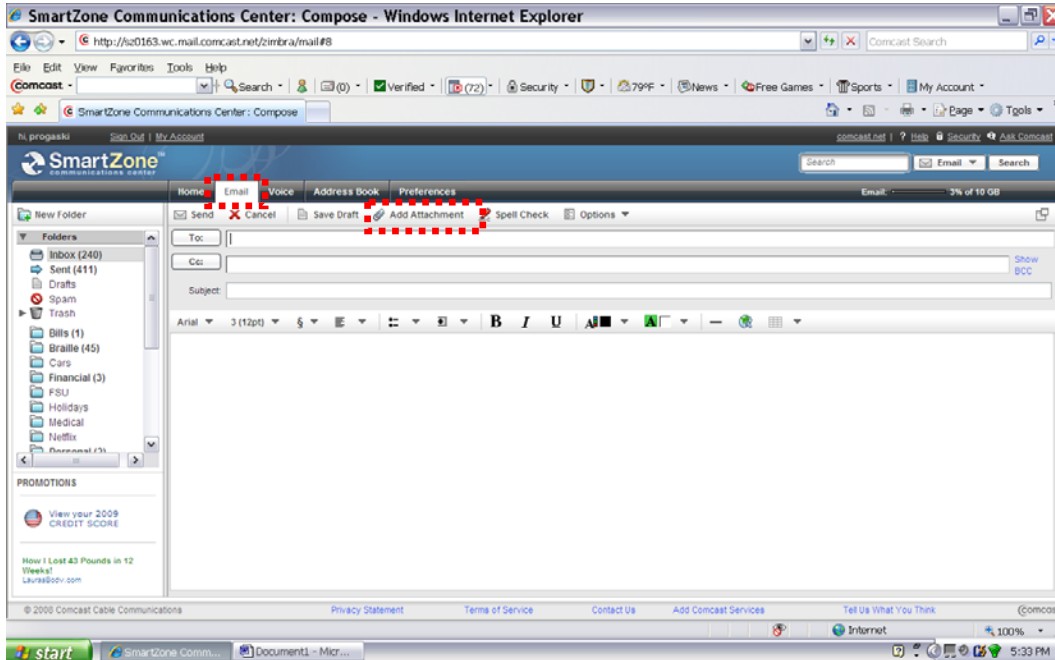 SmartZone Communications Center: Compose - Windows Internet Explorer
http://sz0163.wc.mail.comcast.net/zimbra/mail#8
Comcast Search
File Edit View Favorites Tools Help
Comcast Search (0) Verified (72) Security 79°F News Free Games Sports My Account
SmartZone Communications Center: Compose Page Tools
hi, progaski Sign Out | My Account comcast.net | ? Help Security Ask Comcast
SmartZone™
communications center
Search Email Search
Home Email Voice Address Book Preferences Email: 3% of 10 GB
New Folder Send Cancel Save Draft Add Attachment Spell Check Options
Folders
Inbox (240)
Sent (411)
Drafts
Spam
Trash
Bills (1)
Braille (45)
Cars
Financial (3)
FSU
Holidays
Medical
Netflix
Personal (2)
To:
Cc:
Show
BCC
Subject:
Arial 3 (12pt) § B I U A A
PROMOTIONS
View your 2009
CREDIT SCORE
How I Lost 43 Pounds in 12
Weeks!
LaurasBody.com
© 2008 Comcast Cable Communications Privacy Statement Terms of Service Contact Us Add Comcast Services Tell Us What You Think
Internet 100%
start SmartZone Comm... Document1 - Micr... 5:33 PM